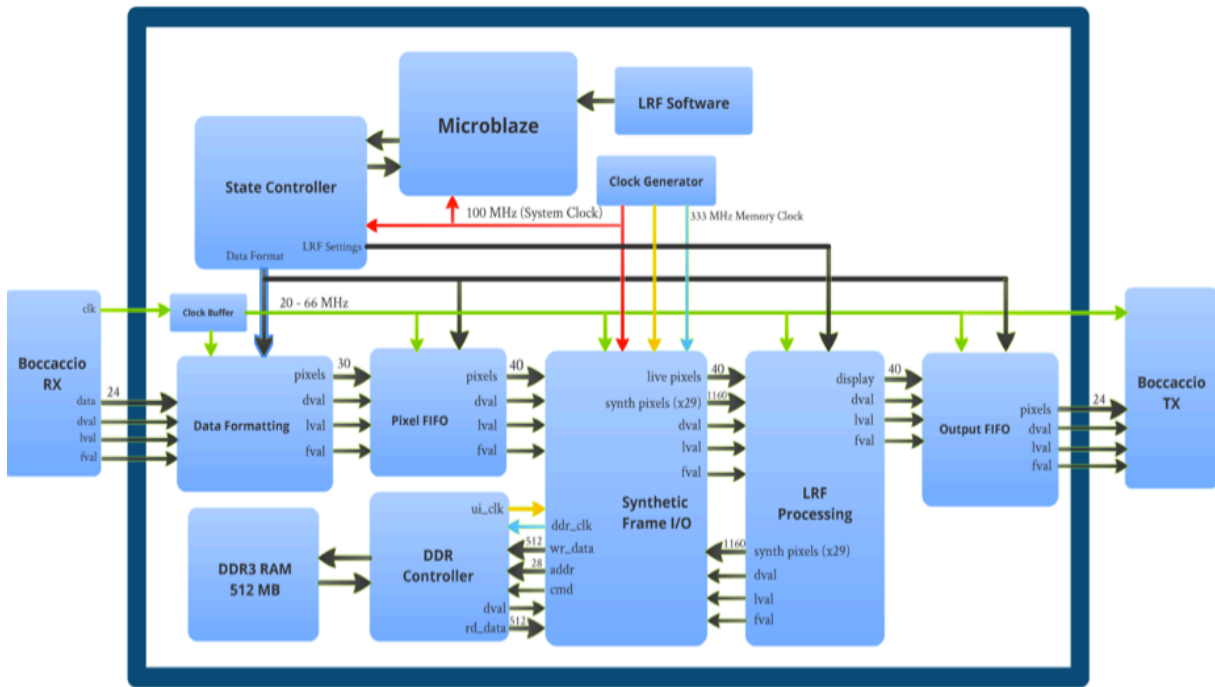 LRF Software
Microblaze
State Controller
Clock Generator
100 MHz (System Clock)
333 MHz Memory Clock
LRF Settings
Data Format
clk
Clock Buffer
20 - 66 MHz
Boccaccio
RX
data
dval
lval
fval
24
Data Formatting
pixels
dval
lval
fval
30
Pixel FIFO
pixels
dval
lval
fval
40
Synthetic
Frame I/O
live pixels
synth pixels (x29)
dval
lval
fval
40
1160
LRF
Processing
display
dval
lval
fval
40
Output FIFO
pixels
dval
lval
fval
24
Boccaccio
TX
DDR3 RAM
512 MB
DDR
Controller
ui_clk
dval
rd_data
512
ddr_clk
wr_data
addr
cmd
512
28
1160
synth pixels (x29)
dval
lval
fval